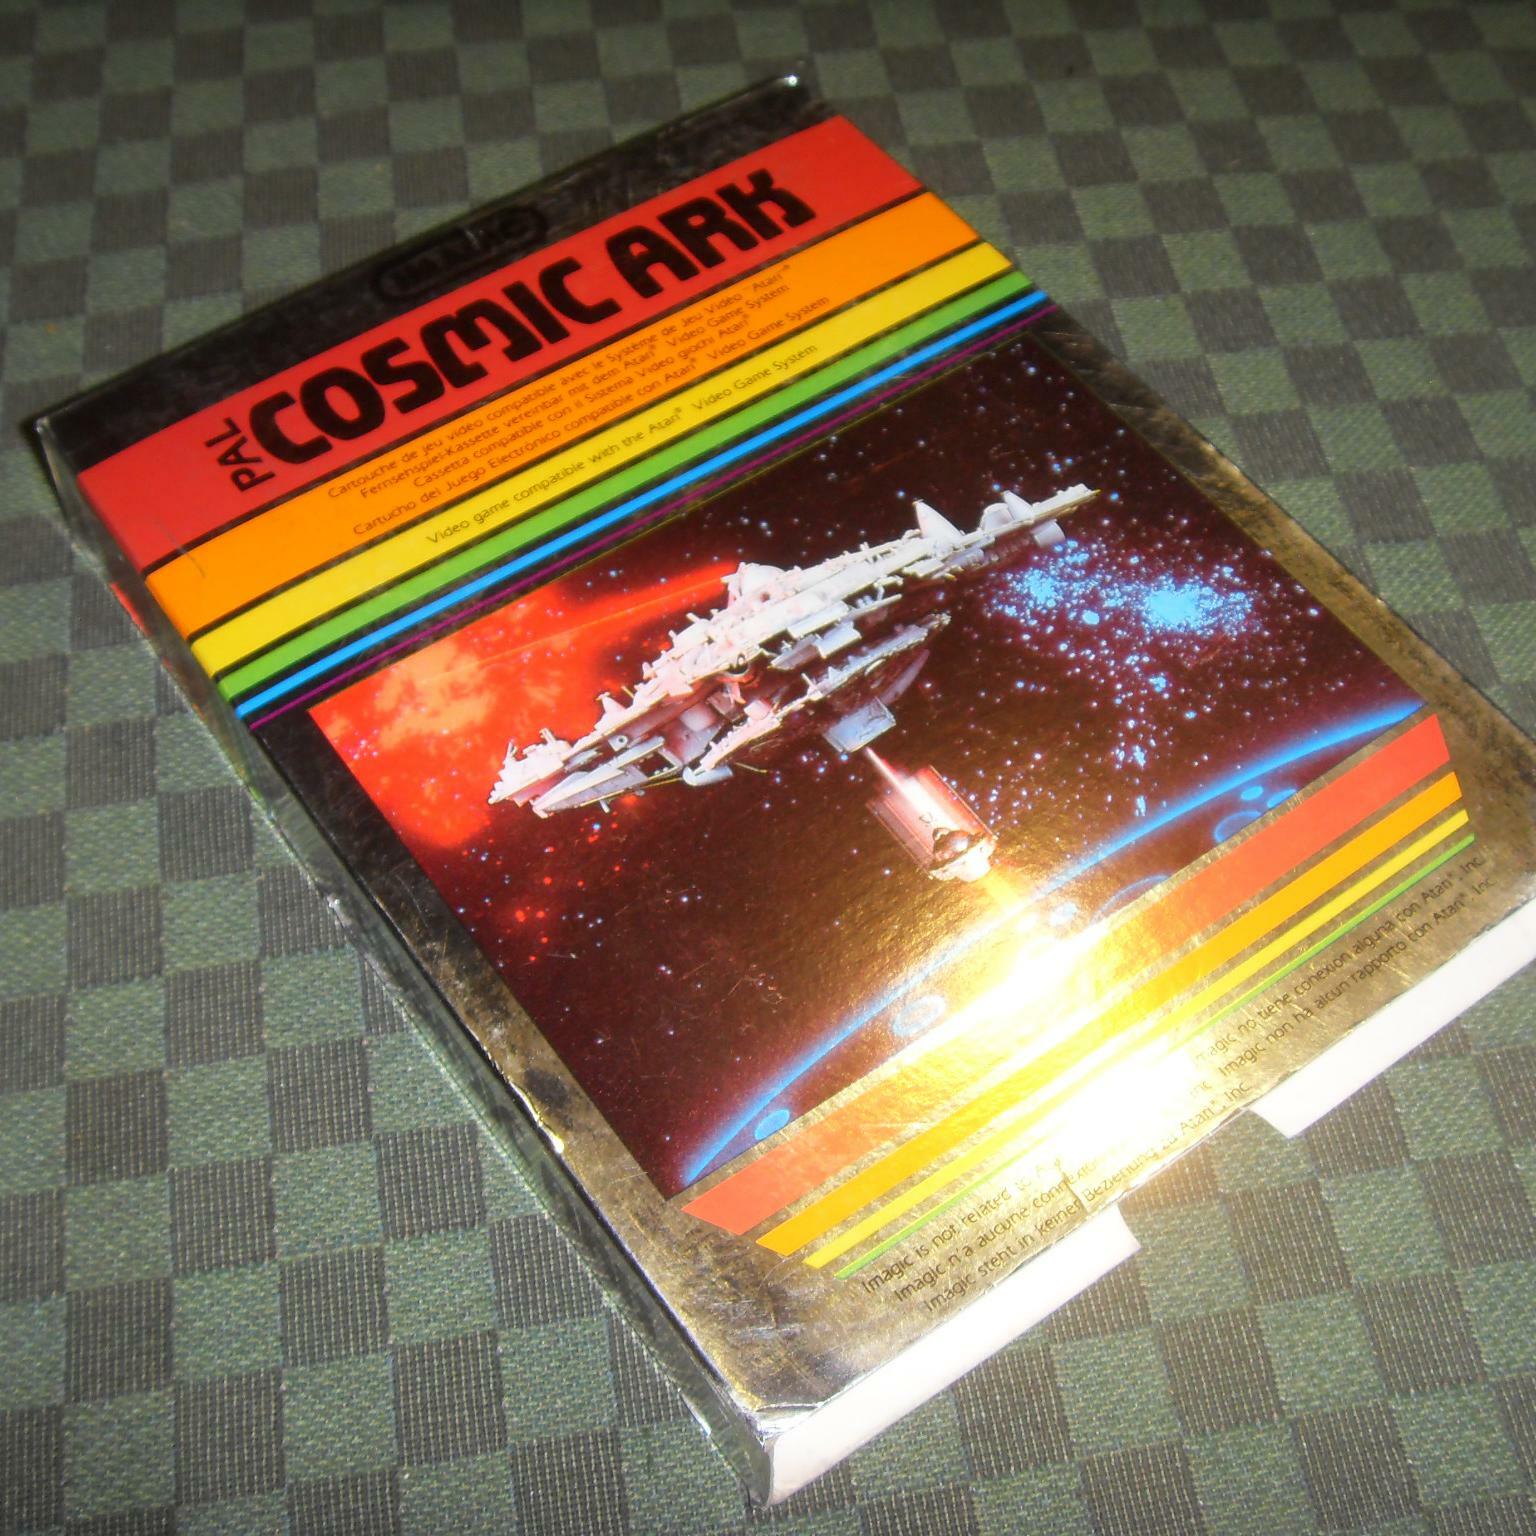 IMAGIC
PAL COSMIC ARK
Cartouche de jeu vidéo compatible avec le Système de Jeu Vidéo "Atari"®
Fernsehspiel-Kassette vereinbar mit dem Atari® Video Game System
Cassetta compatibile con il Sistema Video giochi Atari®
Cartucho del Juego Electrónico compatible con Atari® Video Game System
Video game compatible with the Atari® Video Game System
Imagic is not related to
Imagic n'a aucune connexion
Imagic steht in keiner Beziehung zu Atari®, Inc.
Imagic no tiene conexion alguna con Atari®, Inc.
Inc. Imagic non ha alcun rapporto con Atari®, Inc.